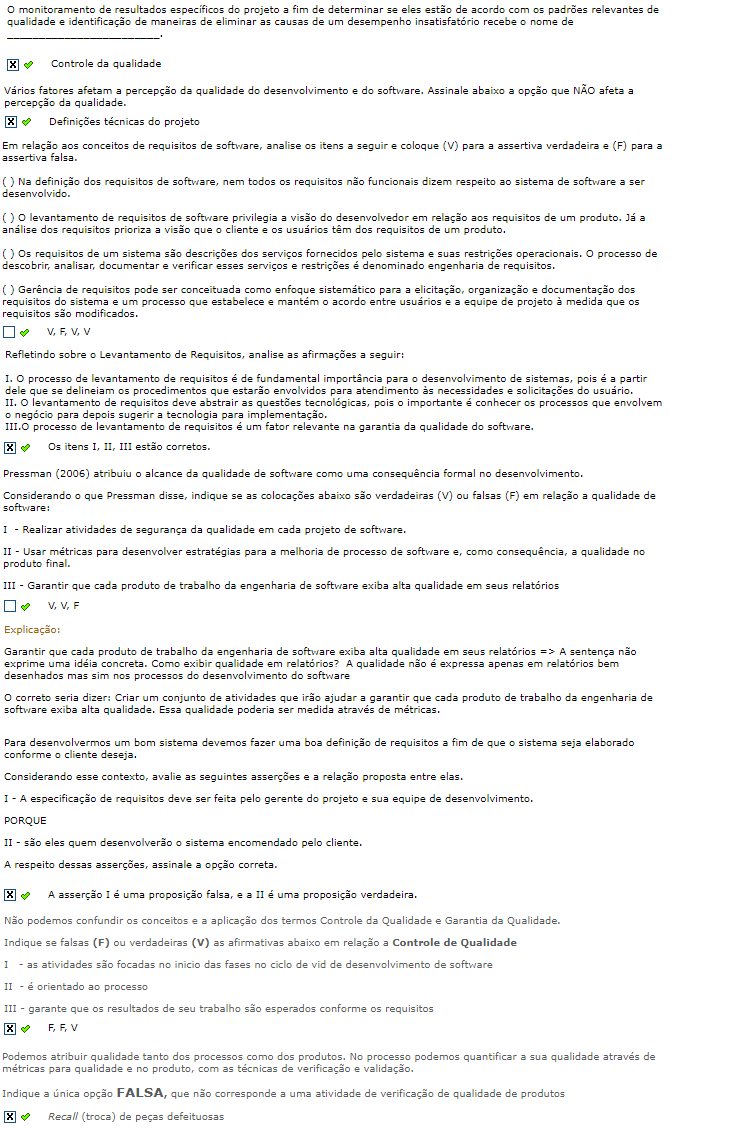 O monitoramento de resultados específicos do projeto a fim de determinar se eles estão de acordo com os padrões relevantes de
qualidade e identificação de maneiras de eliminar as causas de um desempenho insatisfatório recebe o nome de
________________________.
Controle da qualidade
Vários fatores afetam a percepção da qualidade do desenvolvimento e do software. Assinale abaixo a opção que NÃO afeta a
percepção da qualidade.
Definições técnicas do projeto
Em relação aos conceitos de requisitos de software, analise os itens a seguir e coloque (V) para a assertiva verdadeira e (F) para a
assertiva falsa.
( ) Na definição dos requisitos de software, nem todos os requisitos não funcionais dizem respeito ao sistema de software a ser
desenvolvido.
( ) O levantamento de requisitos de software privilegia a visão do desenvolvedor em relação aos requisitos de um produto. Já a
análise dos requisitos prioriza a visão que o cliente e os usuários têm dos requisitos de um produto.
( ) Os requisitos de um sistema são descrições dos serviços fornecidos pelo sistema e suas restrições operacionais. O processo de
descobrir, analisar, documentar e verificar esses serviços e restrições é denominado engenharia de requisitos.
( ) Gerência de requisitos pode ser conceituada como enfoque sistemático para a elicitação, organização e documentação dos
requisitos do sistema e um processo que estabelece e mantém o acordo entre usuários e a equipe de projeto à medida que os
requisitos são modificados.
V, F, V, V
Refletindo sobre o Levantamento de Requisitos, analise as afirmações a seguir:
I. O processo de levantamento de requisitos é de fundamental importância para o desenvolvimento de sistemas, pois é a partir
dele que se delineiam os procedimentos que estarão envolvidos para atendimento às necessidades e solicitações do usuário.
II. O levantamento de requisitos deve abstrair as questões tecnológicas, pois o importante é conhecer os processos que envolvem
o negócio para depois sugerir a tecnologia para implementação.
III.O processo de levantamento de requisitos é um fator relevante na garantia da qualidade do software.
Os itens I, II, III estão corretos.
Pressman (2006) atribuiu o alcance da qualidade de software como uma consequência formal no desenvolvimento.
Considerando o que Pressman disse, indique se as colocações abaixo são verdadeiras (V) ou falsas (F) em relação a qualidade de
software:
I - Realizar atividades de segurança da qualidade em cada projeto de software.
II - Usar métricas para desenvolver estratégias para a melhoria de processo de software e, como consequência, a qualidade no
produto final.
III - Garantir que cada produto de trabalho da engenharia de software exiba alta qualidade em seus relatórios
V, V, F
Explicação:
Garantir que cada produto de trabalho da engenharia de software exiba alta qualidade em seus relatórios => A sentença não
exprime uma idéia concreta. Como exibir qualidade em relatórios? A qualidade não é expressa apenas em relatórios bem
desenhados mas sim nos processos do desenvolvimento do software
O correto seria dizer: Criar um conjunto de atividades que irão ajudar a garantir que cada produto de trabalho da engenharia de
software exiba alta qualidade. Essa qualidade poderia ser medida através de métricas.
Para desenvolvermos um bom sistema devemos fazer uma boa definição de requisitos a fim de que o sistema seja elaborado
conforme o cliente deseja.
Considerando esse contexto, avalie as seguintes asserções e a relação proposta entre elas.
I - A especificação de requisitos deve ser feita pelo gerente do projeto e sua equipe de desenvolvimento.
PORQUE
II - são eles quem desenvolverão o sistema encomendado pelo cliente.
A respeito dessas asserções, assinale a opção correta.
A asserção I é uma proposição falsa, e a II é uma proposição verdadeira.
Não podemos confundir os conceitos e a aplicação dos termos Controle da Qualidade e Garantia da Qualidade.
Indique se falsas (F) ou verdadeiras (V) as afirmativas abaixo em relação a Controle de Qualidade
I - as atividades são focadas no inicio das fases no ciclo de vid de desenvolvimento de software
II - é orientado ao processo
III - garante que os resultados de seu trabalho são esperados conforme os requisitos
F, F, V
Podemos atribuir qualidade tanto dos processos como dos produtos. No processo podemos quantificar a sua qualidade através de
métricas para qualidade e no produto, com as técnicas de verificação e validação.
Indique a única opção FALSA, que não corresponde a uma atividade de verificação de qualidade de produtos
Recall (troca) de peças defeituosas